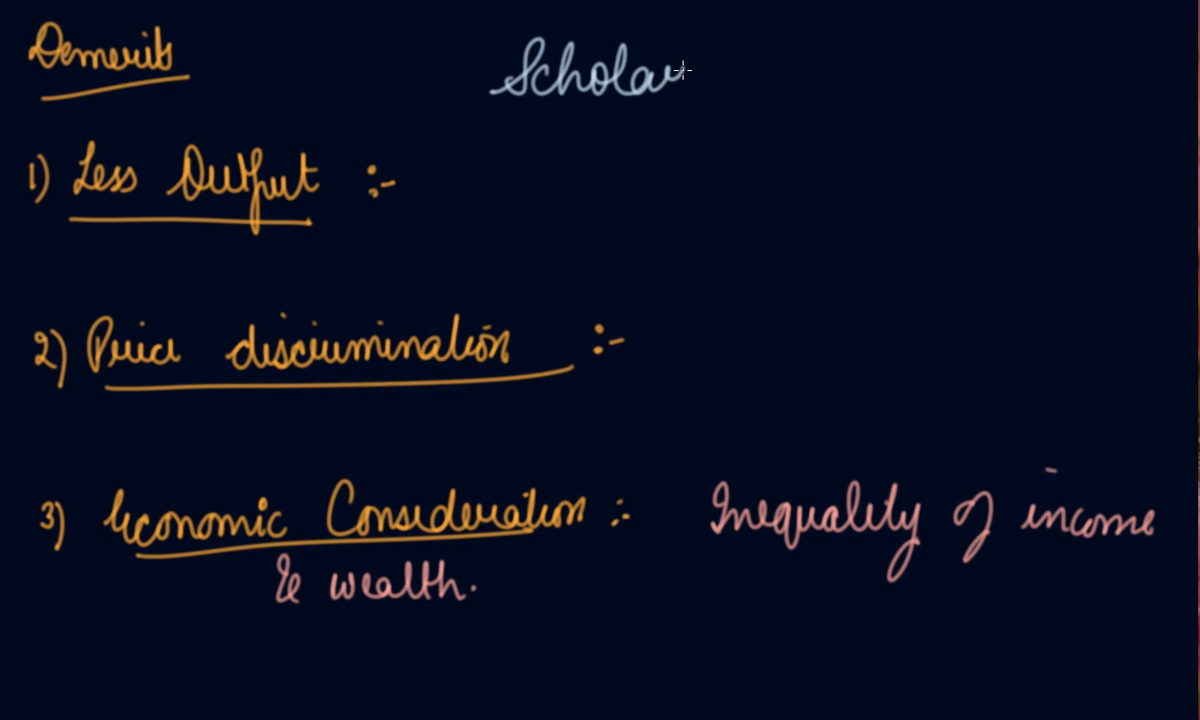 Demerits
Scholar
1) Less Output :-
2) Price discrimination :-
3) Economic Consideration :- Inequality of income
& wealth.